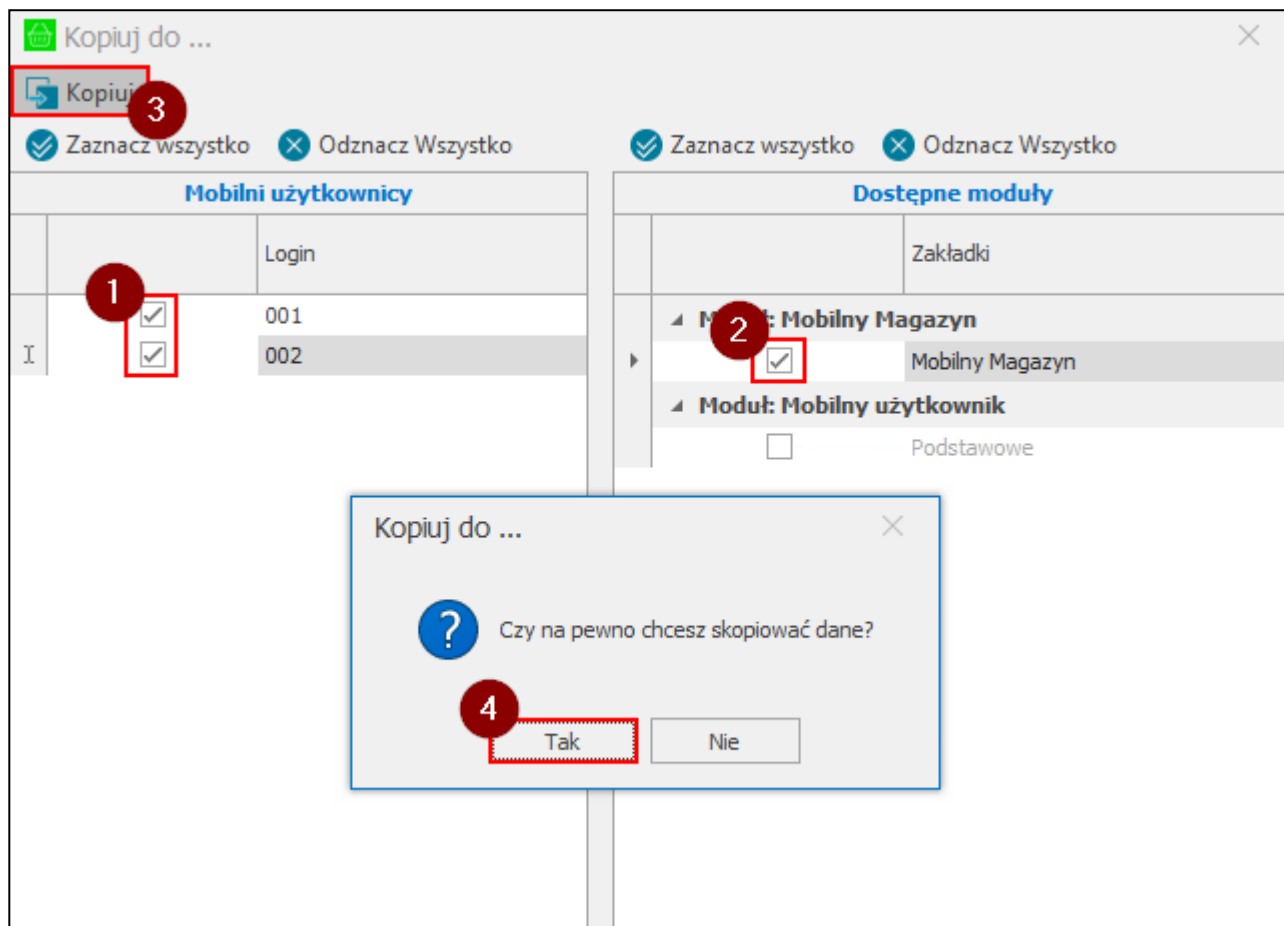 Kopiuj do ...
Kopiuj
3
Zaznacz wszystko Odznacz Wszystko
Zaznacz wszystko Odznacz Wszystko
Mobilni użytkownicy
Dostępne moduły
Login
Zakładki
1
001
002
2
: Mobilny Magazyn
Mobilny Magazyn
Moduł: Mobilny użytkownik
Podstawowe
Kopiuj do ...
Czy na pewno chcesz skopiować dane?
4
Tak Nie